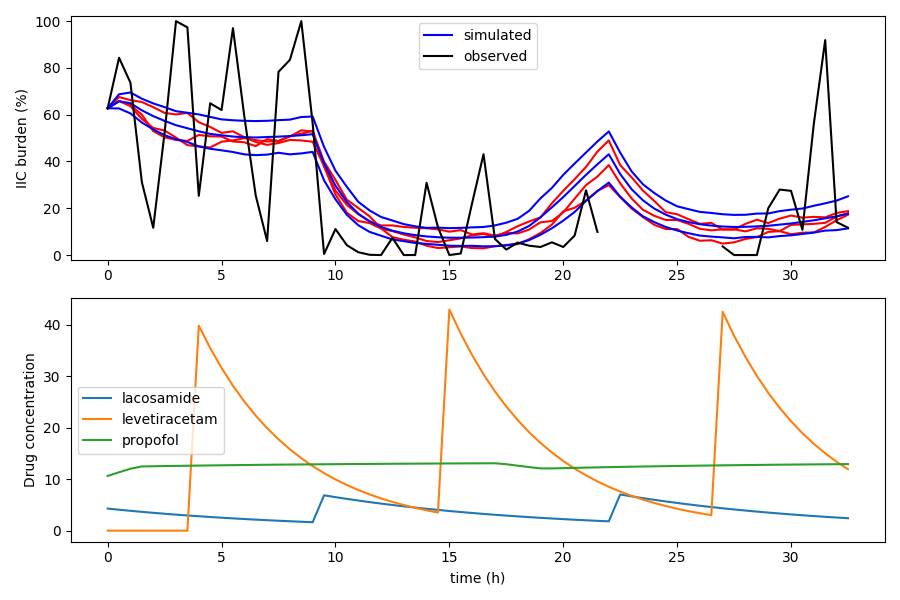 IIC burden (%)
100
80
60
40
20
0
simulated
observed
0 5 10 15 20 25 30
Drug concentration
40
30
20
10
0
lacosamide
levetiracetam
propofol
0 5 10 15 20 25 30
time (h)